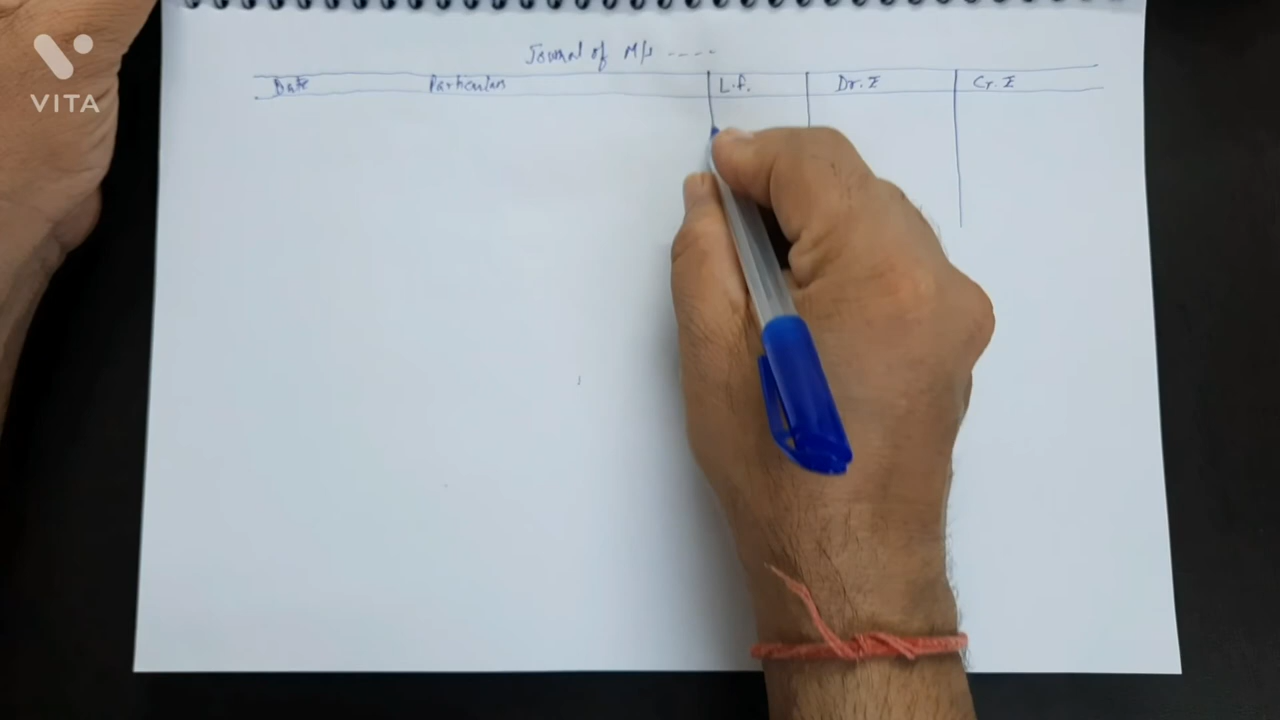 VITA
Journal of M/s ----
Date Particulars L.f. Dr. ₹ Cr. ₹